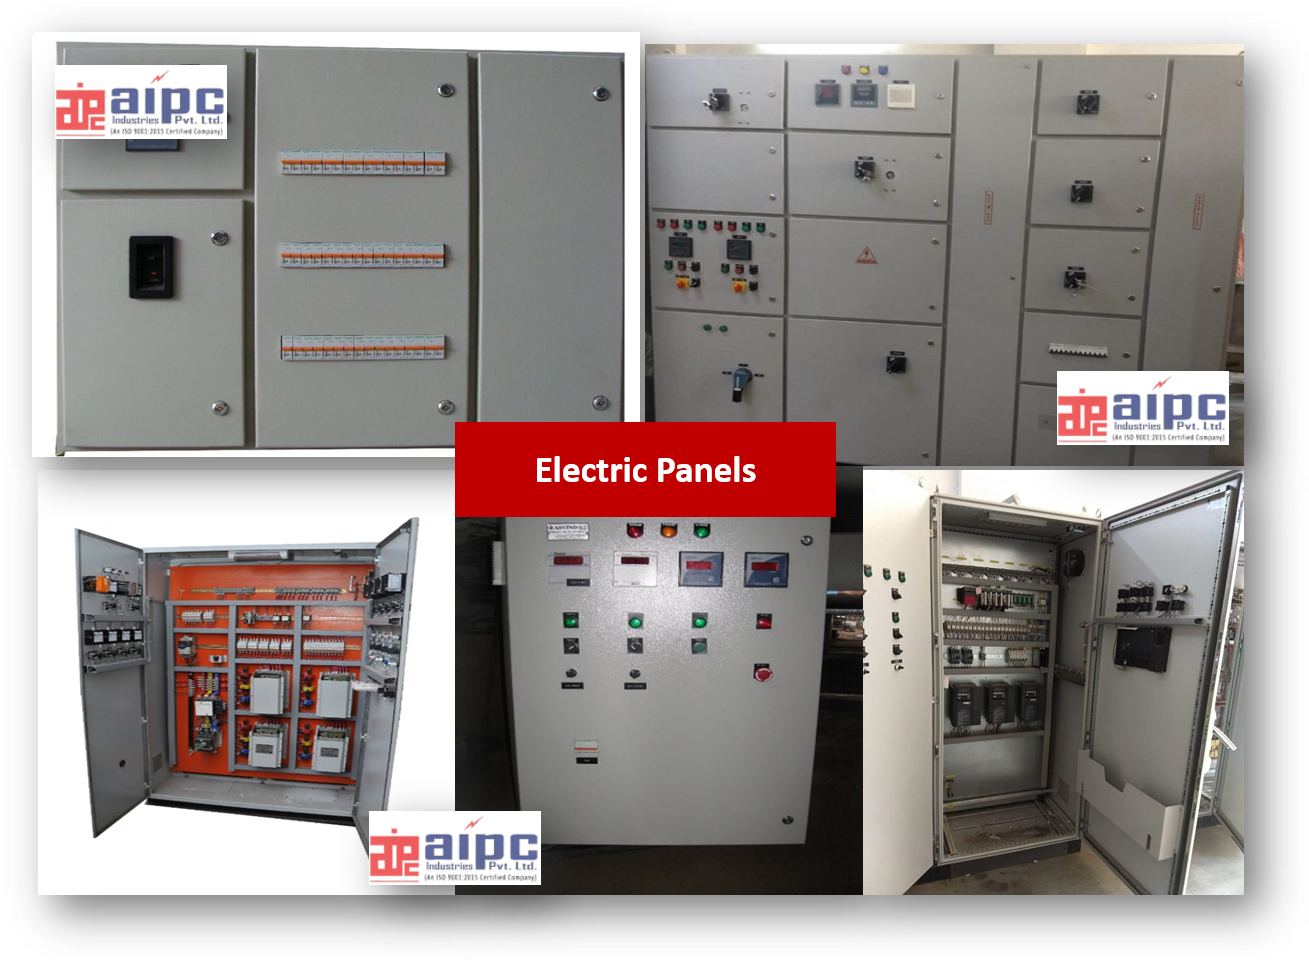 aipc
Industries Pvt. Ltd.
(An ISO 9001:2015 Certified Company)
aipc
Industries Pvt. Ltd.
(An ISO 9001:2015 Certified Company)
Electric Panels
aipc
Industries Pvt. Ltd.
(An ISO 9001:2015 Certified Company)